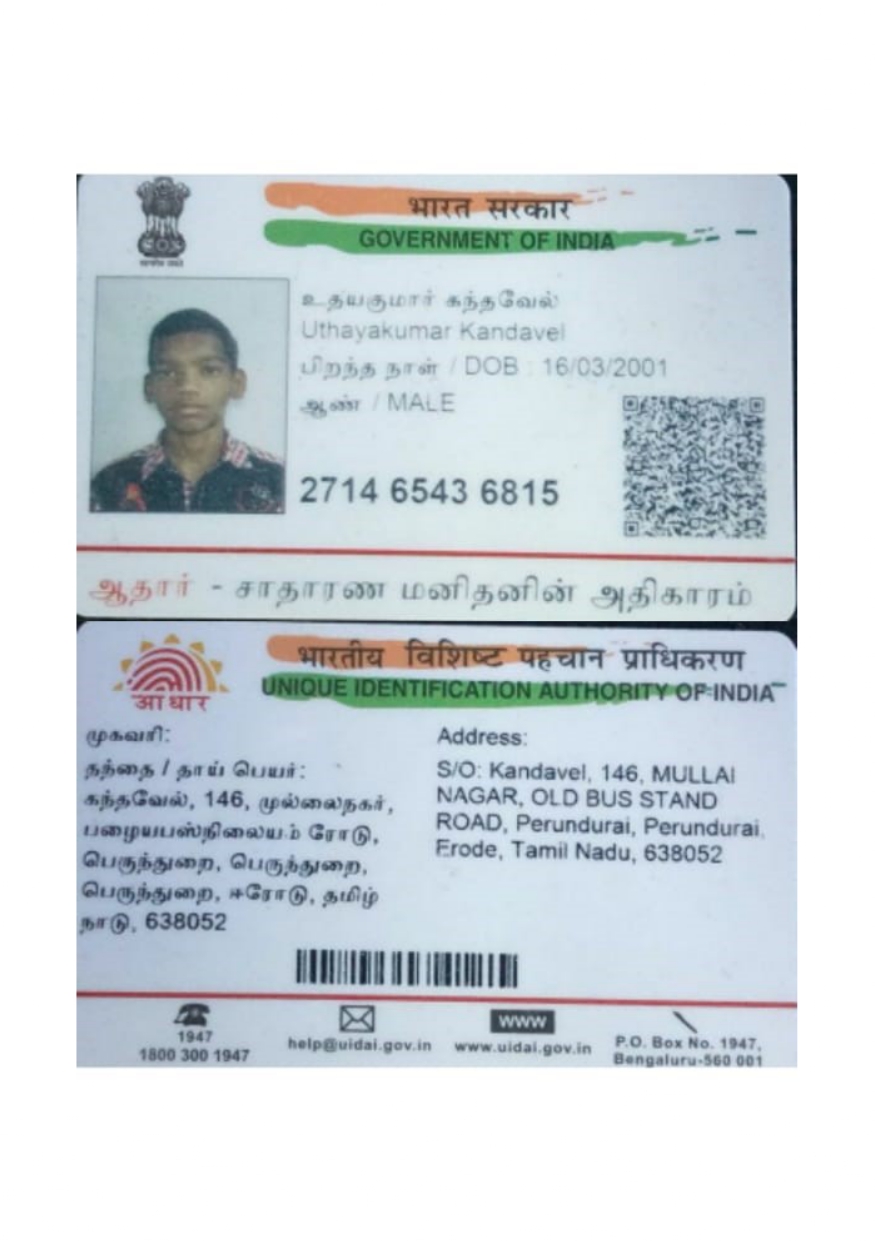 भारत सरकार
GOVERNMENT OF INDIA
உதயகுமார் கந்தவேல்
Uthayakumar Kandavel
பிறந்த நாள் / DOB : 16/03/2001
ஆண் / MALE
2714 6543 6815
ஆதார் - சாதாரண மனிதனின் அதிகாரம்
भारतीय विशिष्ट पहचान प्राधिकरण
UNIQUE IDENTIFICATION AUTHORITY OF INDIA
आधार
முகவரி:
தந்தை / தாய் பெயர்:
கந்தவேல், 146, முல்லைநகர்,
பழையபஸ்நிலையம் ரோடு,
பெருந்துறை, பெருந்துறை,
பெருந்துறை, ஈரோடு, தமிழ்
நாடு, 638052
Address:
S/O: Kandavel, 146, MULLAI
NAGAR, OLD BUS STAND
ROAD, Perundurai, Perundurai,
Erode, Tamil Nadu, 638052
1947
1800 300 1947
help@uidai.gov.in
www
www.uidai.gov.in
P.O. Box No. 1947,
Bengaluru-560 001